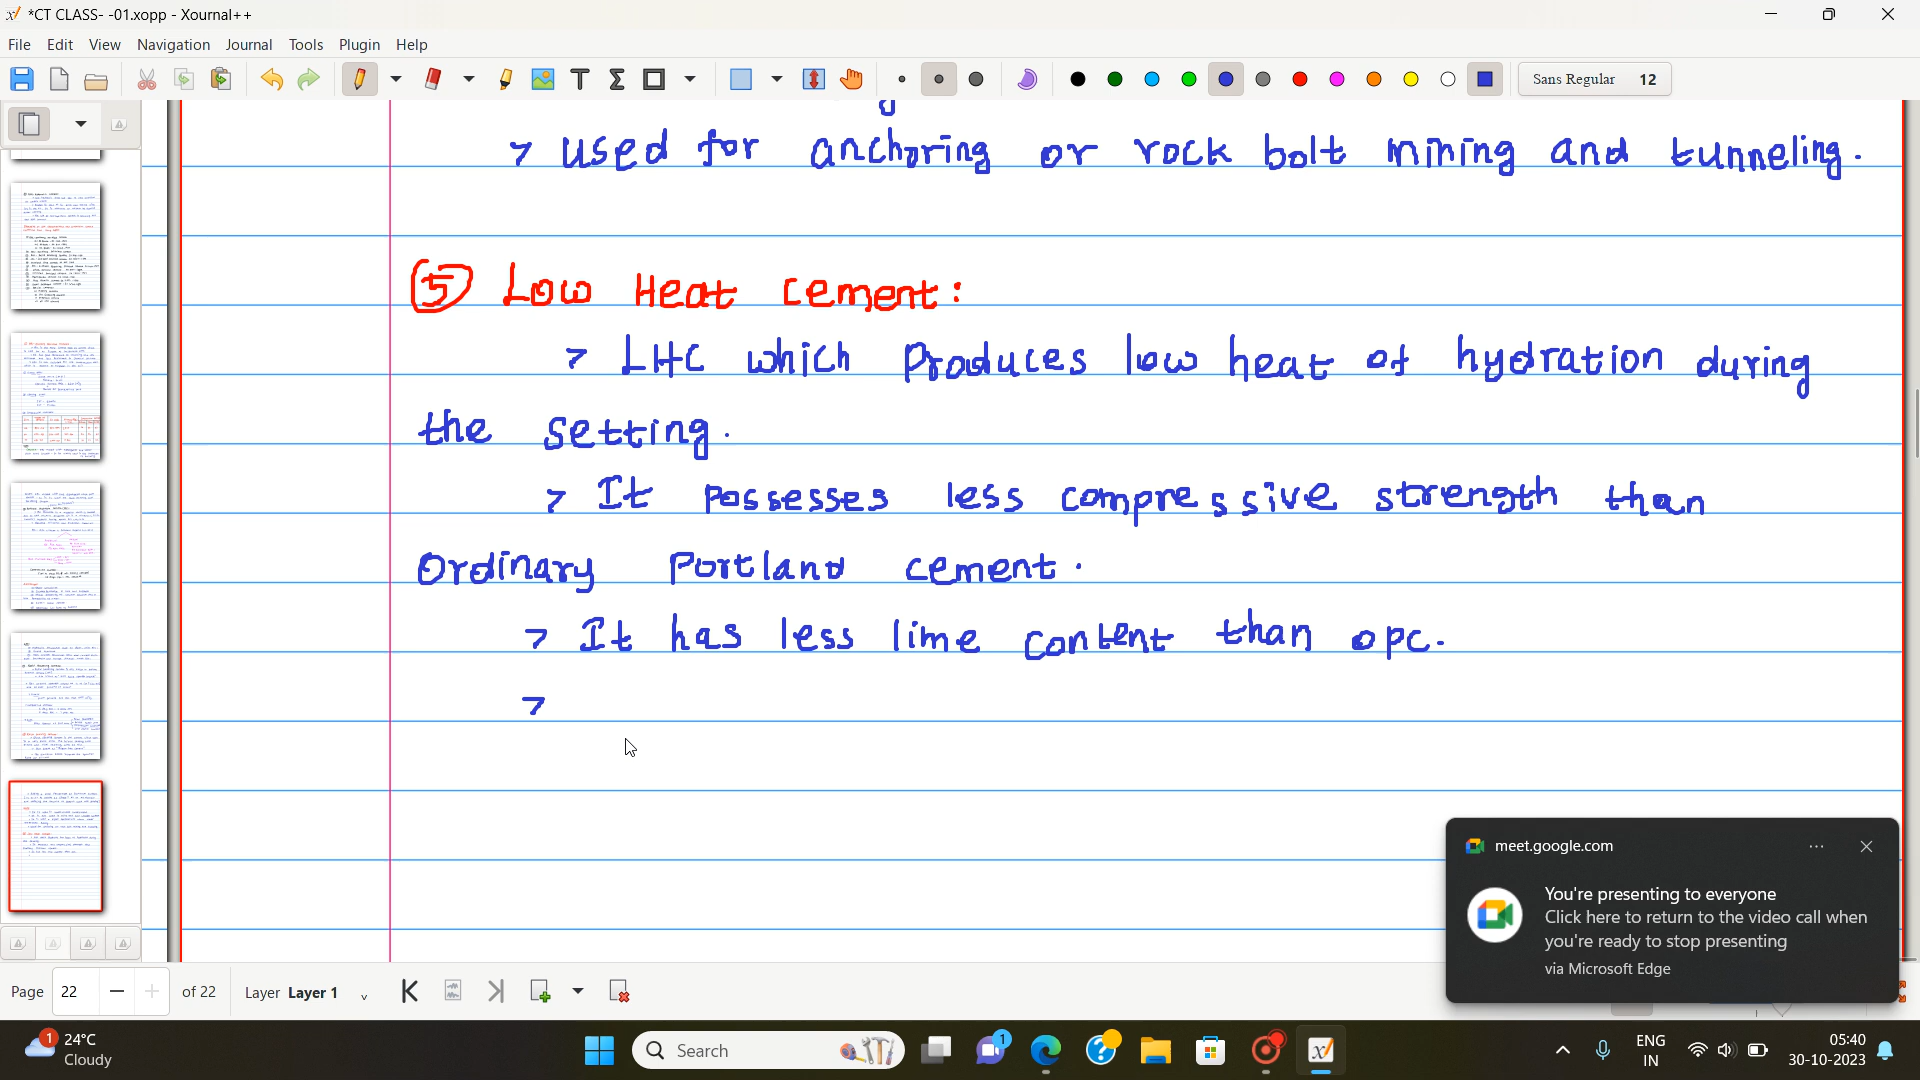 *CT CLASS- -01.xopp - Xournal++
File Edit View Navigation Journal Tools Plugin Help
Sans Regular 12
> used for anchoring or rock bolt mining and tunneling.
5 Low Heat cement:
> LHC which Produces low heat of hydration during
the setting.
> It Possesses less compressive strength than
Ordinary Portland cement.
> It has less lime content than opc.
>
meet.google.com
You're presenting to everyone
Click here to return to the video call when
you're ready to stop presenting
via Microsoft Edge
Page 22 of 22 Layer Layer 1
1 24°C
Cloudy
Search
1
ENG
IN
05:40
30-10-2023